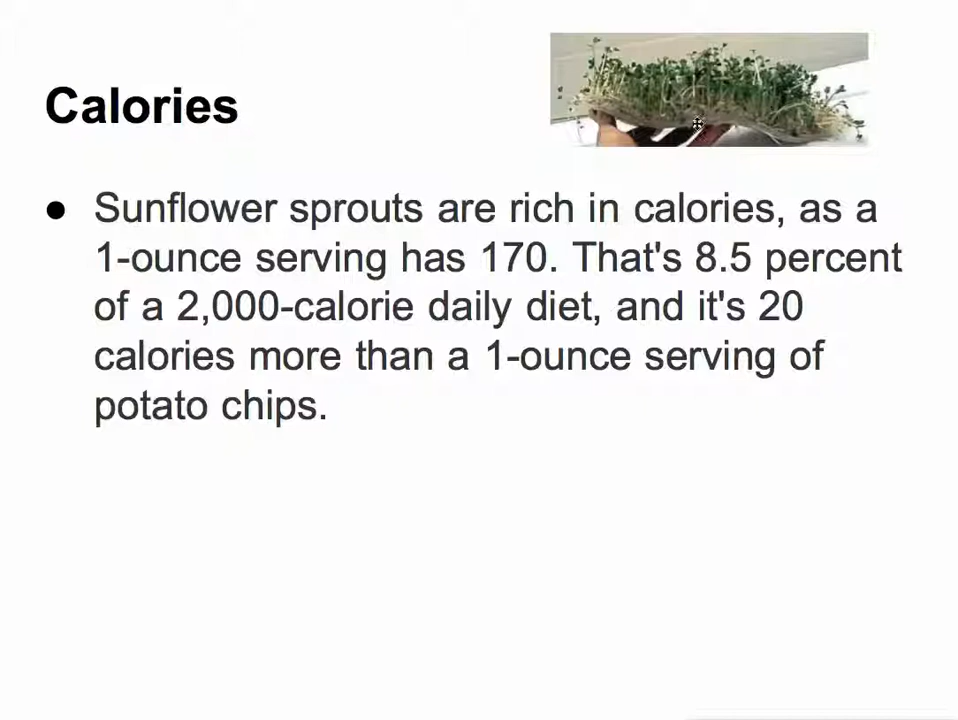 Calories
● Sunflower sprouts are rich in calories, as a
1-ounce serving has 170. That's 8.5 percent
of a 2,000-calorie daily diet, and it's 20
calories more than a 1-ounce serving of
potato chips.